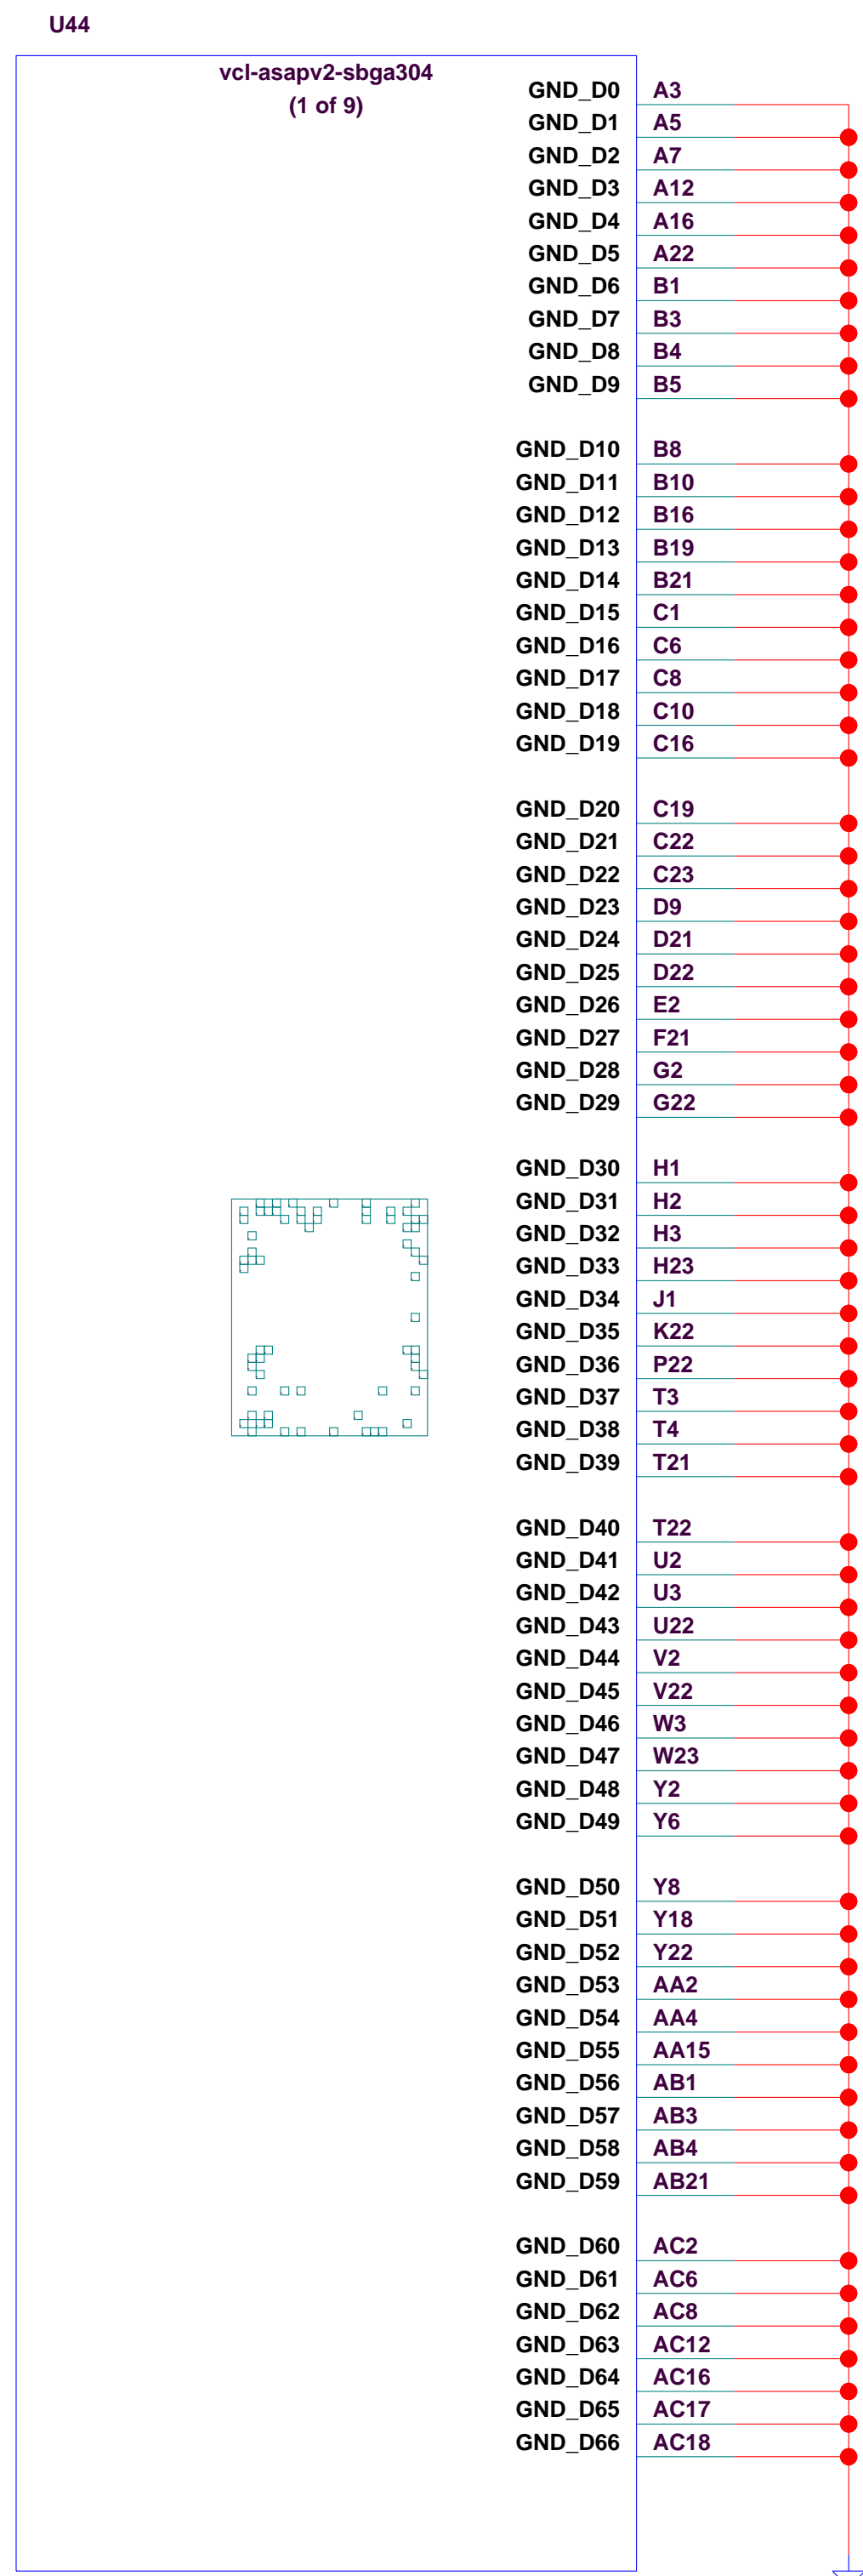 U44
vcl-asapv2-sbga304
(1 of 9)
GND_D0 A3
GND_D1 A5
GND_D2 A7
GND_D3 A12
GND_D4 A16
GND_D5 A22
GND_D6 B1
GND_D7 B3
GND_D8 B4
GND_D9 B5
GND_D10 B8
GND_D11 B10
GND_D12 B16
GND_D13 B19
GND_D14 B21
GND_D15 C1
GND_D16 C6
GND_D17 C8
GND_D18 C10
GND_D19 C16
GND_D20 C19
GND_D21 C22
GND_D22 C23
GND_D23 D9
GND_D24 D21
GND_D25 D22
GND_D26 E2
GND_D27 F21
GND_D28 G2
GND_D29 G22
GND_D30 H1
GND_D31 H2
GND_D32 H3
GND_D33 H23
GND_D34 J1
GND_D35 K22
GND_D36 P22
GND_D37 T3
GND_D38 T4
GND_D39 T21
GND_D40 T22
GND_D41 U2
GND_D42 U3
GND_D43 U22
GND_D44 V2
GND_D45 V22
GND_D46 W3
GND_D47 W23
GND_D48 Y2
GND_D49 Y6
GND_D50 Y8
GND_D51 Y18
GND_D52 Y22
GND_D53 AA2
GND_D54 AA4
GND_D55 AA15
GND_D56 AB1
GND_D57 AB3
GND_D58 AB4
GND_D59 AB21
GND_D60 AC2
GND_D61 AC6
GND_D62 AC8
GND_D63 AC12
GND_D64 AC16
GND_D65 AC17
GND_D66 AC18